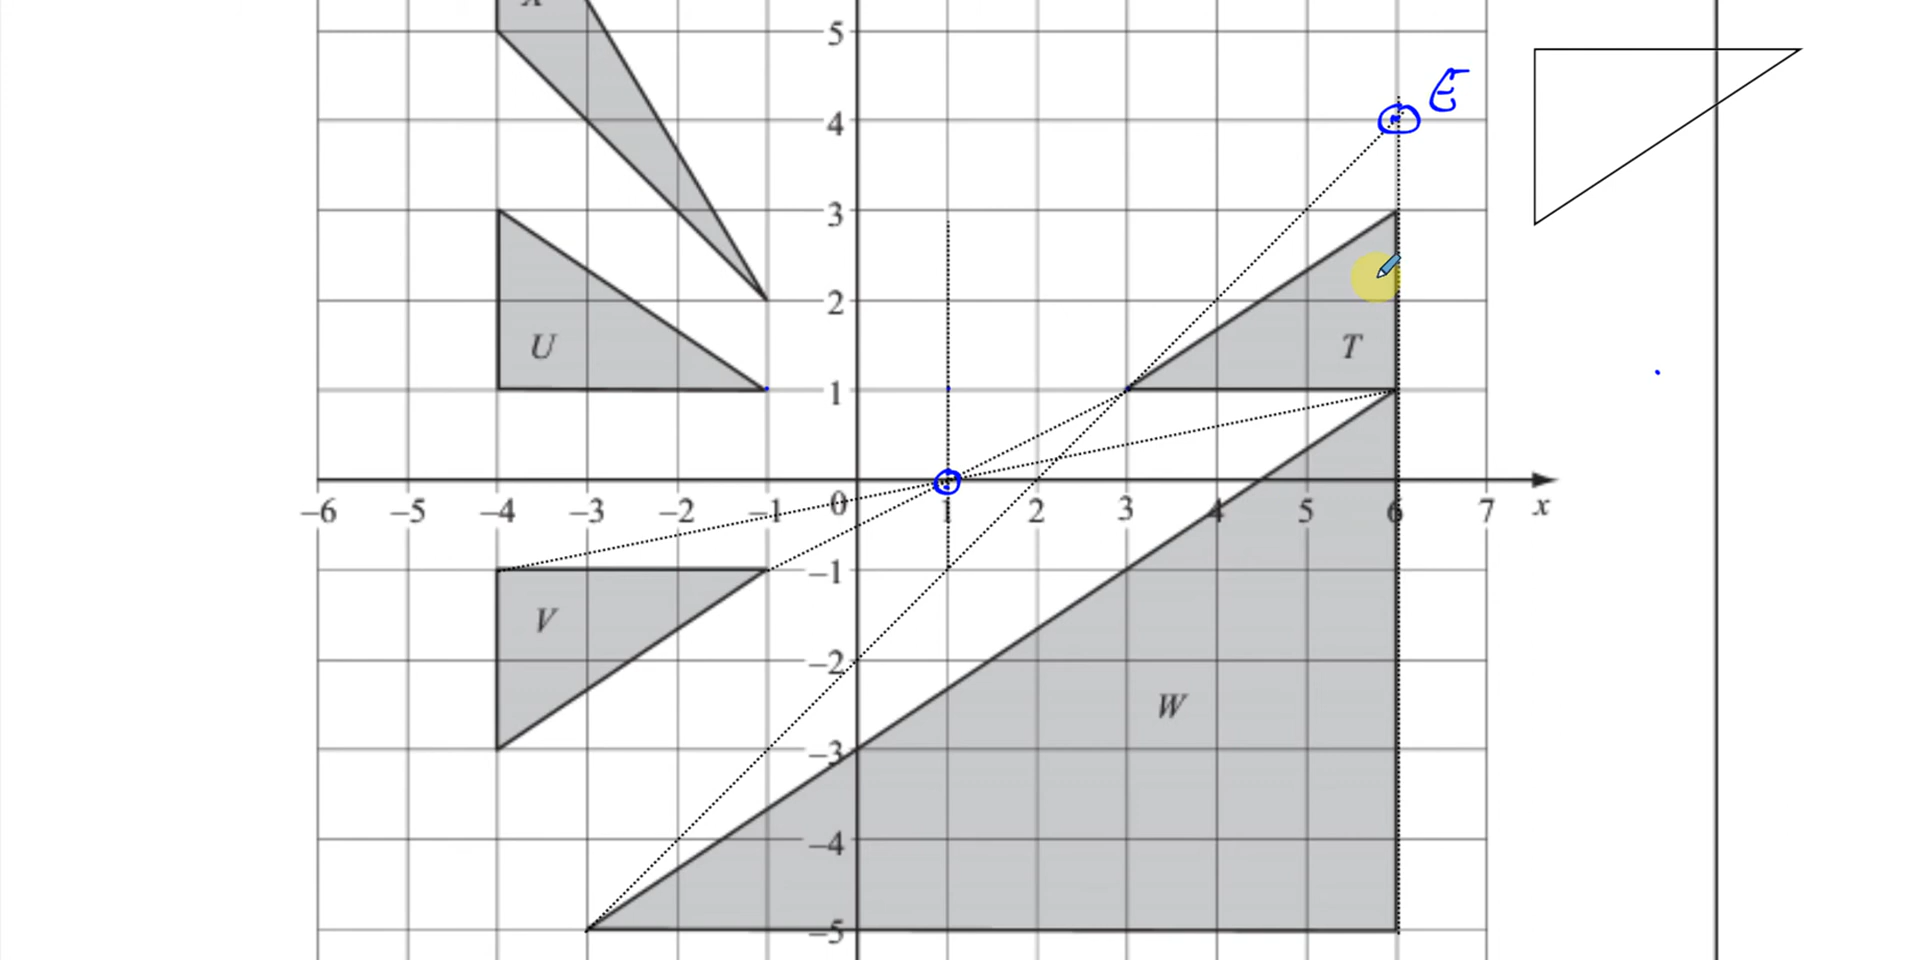 X
5
E
4
3
2
U
T
1
–6 –5 –4 –3 –2 –1 0 1 2 3 4 5 6 7 x
–1
V
–2
W
–3
–4
–5